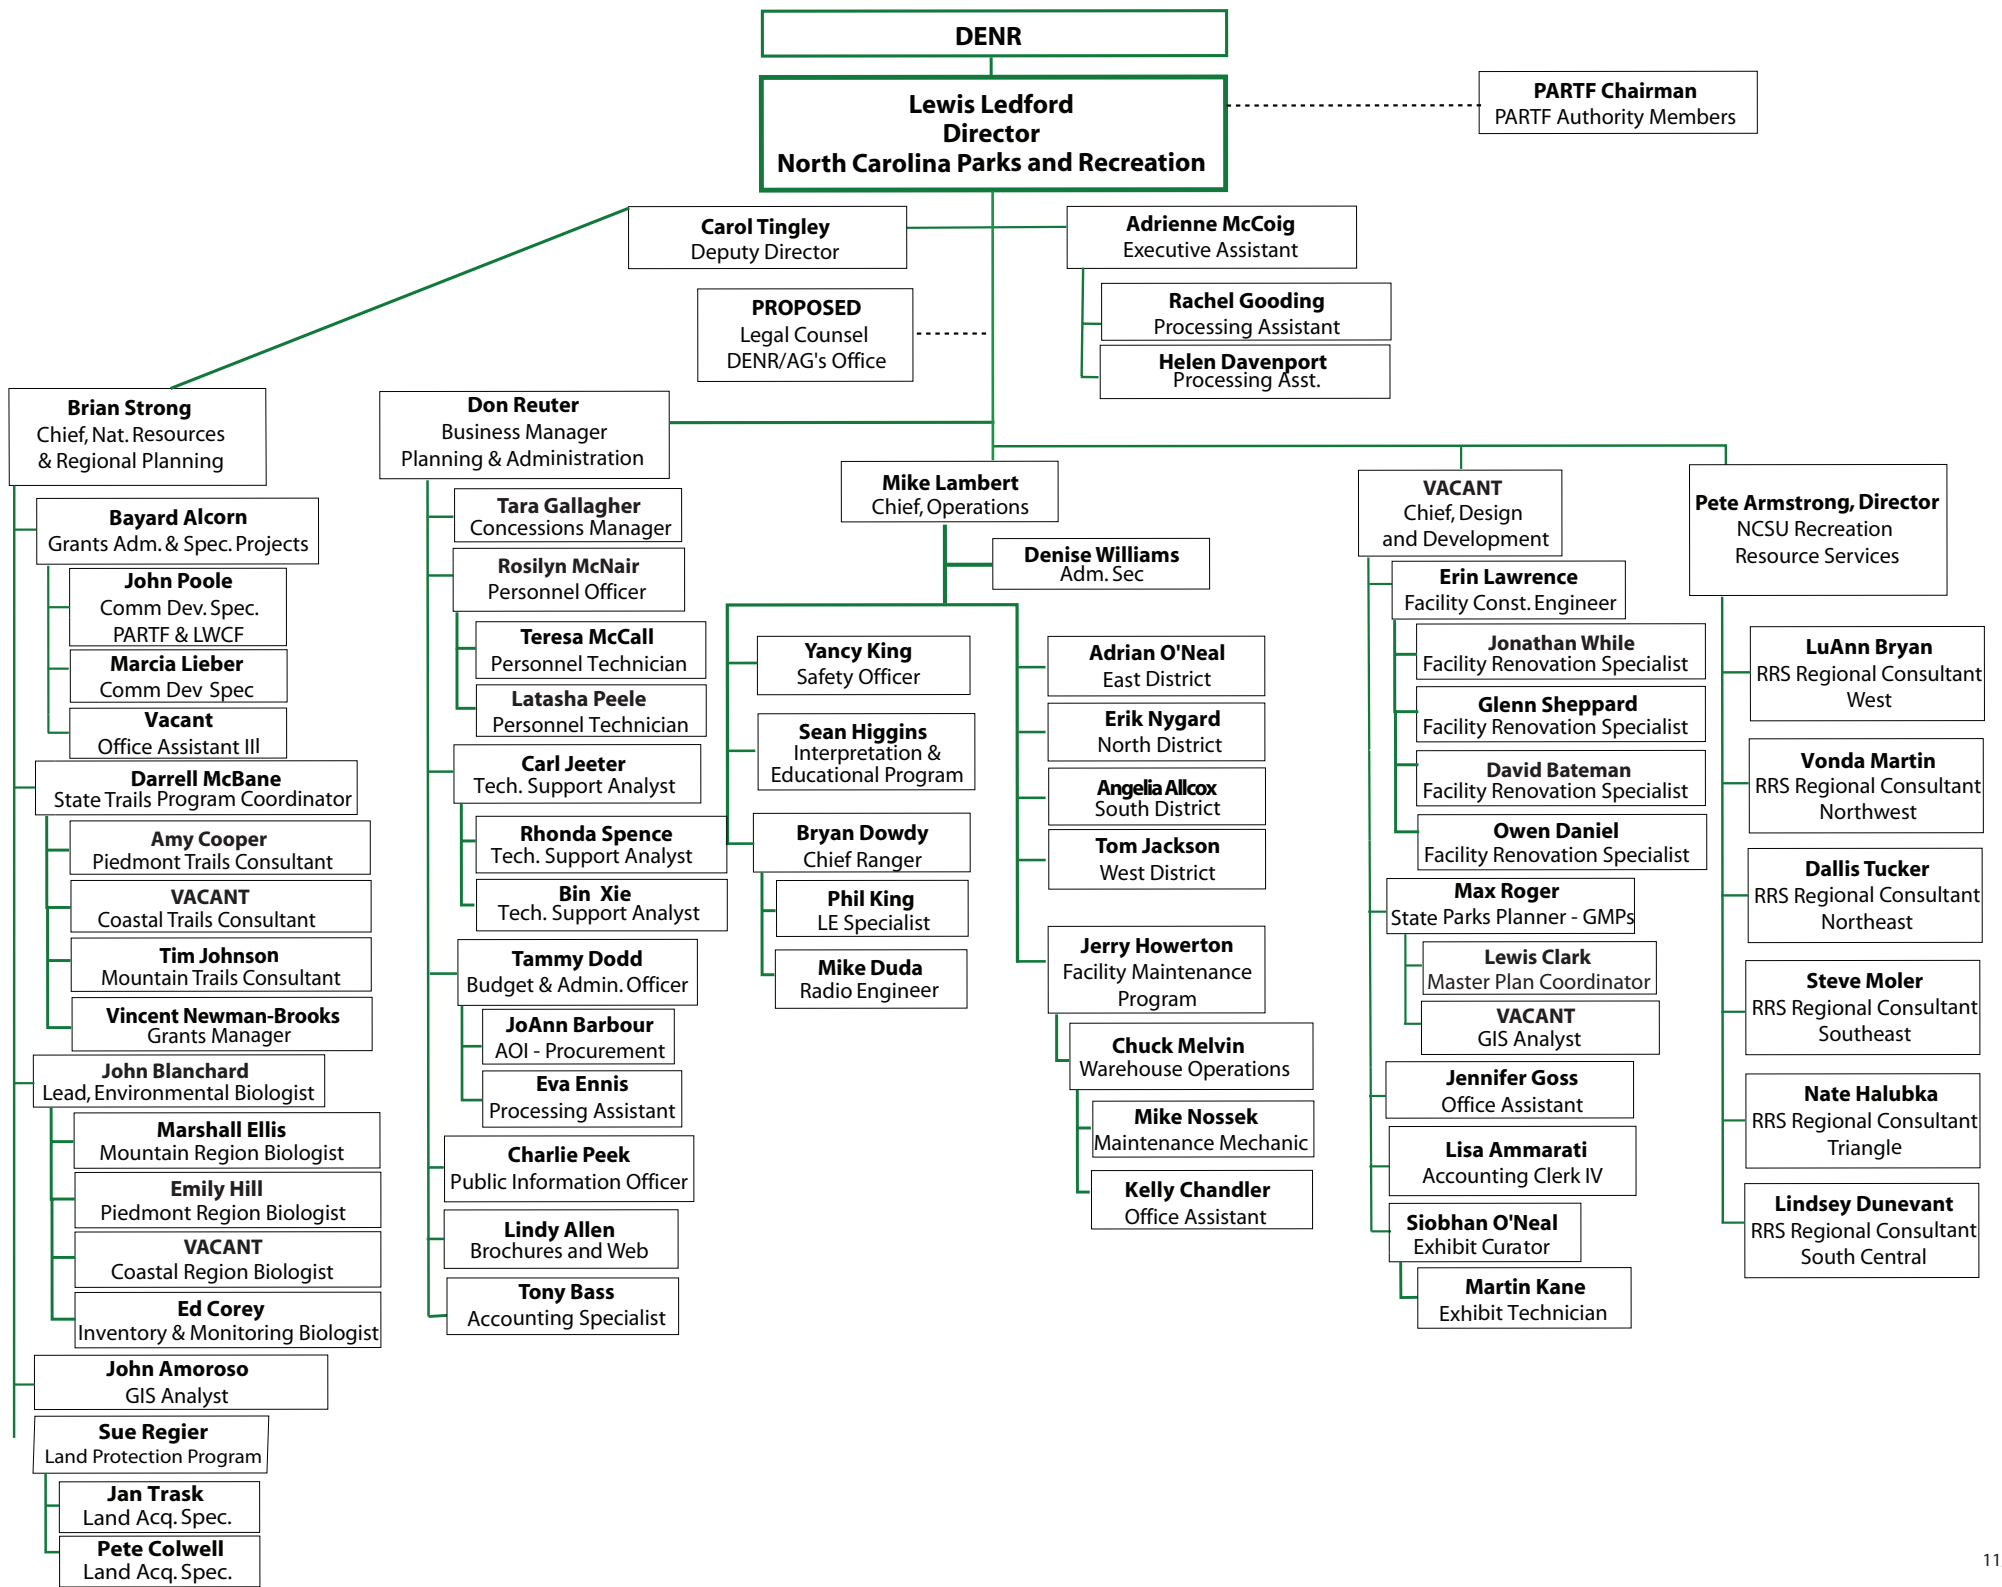 DENR
Lewis Ledford
Director
North Carolina Parks and Recreation
PARTF Chairman
PARTF Authority Members
Carol Tingley
Deputy Director
Adrienne McCoig
Executive Assistant
PROPOSED
Legal Counsel
DENR/AG's Office
Rachel Gooding
Processing Assistant
Helen Davenport
Processing Asst.
Brian Strong
Chief, Nat. Resources
& Regional Planning
Bayard Alcorn
Grants Adm. & Spec. Projects
John Poole
Comm Dev. Spec.
PARTF & LWCF
Marcia Lieber
Comm Dev Spec
Vacant
Office Assistant III
Darrell McBane
State Trails Program Coordinator
Amy Cooper
Piedmont Trails Consultant
VACANT
Coastal Trails Consultant
Tim Johnson
Mountain Trails Consultant
Vincent Newman-Brooks
Grants Manager
John Blanchard
Lead, Environmental Biologist
Marshall Ellis
Mountain Region Biologist
Emily Hill
Piedmont Region Biologist
VACANT
Coastal Region Biologist
Ed Corey
Inventory & Monitoring Biologist
John Amoroso
GIS Analyst
Sue Regier
Land Protection Program
Jan Trask
Land Acq. Spec.
Pete Colwell
Land Acq. Spec.
Don Reuter
Business Manager
Planning & Administration
Tara Gallagher
Concessions Manager
Rosilyn McNair
Personnel Officer
Teresa McCall
Personnel Technician
Latasha Peele
Personnel Technician
Carl Jeeter
Tech. Support Analyst
Rhonda Spence
Tech. Support Analyst
Bin Xie
Tech. Support Analyst
Tammy Dodd
Budget & Admin. Officer
JoAnn Barbour
AOI - Procurement
Eva Ennis
Processing Assistant
Charlie Peek
Public Information Officer
Lindy Allen
Brochures and Web
Tony Bass
Accounting Specialist
Mike Lambert
Chief, Operations
Denise Williams
Adm. Sec
Yancy King
Safety Officer
Sean Higgins
Interpretation &
Educational Program
Bryan Dowdy
Chief Ranger
Phil King
LE Specialist
Mike Duda
Radio Engineer
Adrian O'Neal
East District
Erik Nygard
North District
Angelia Allcox
South District
Tom Jackson
West District
Jerry Howerton
Facility Maintenance
Program
Chuck Melvin
Warehouse Operations
Mike Nossek
Maintenance Mechanic
Kelly Chandler
Office Assistant
VACANT
Chief, Design
and Development
Erin Lawrence
Facility Const. Engineer
Jonathan While
Facility Renovation Specialist
Glenn Sheppard
Facility Renovation Specialist
David Bateman
Facility Renovation Specialist
Owen Daniel
Facility Renovation Specialist
Max Roger
State Parks Planner - GMPs
Lewis Clark
Master Plan Coordinator
VACANT
GIS Analyst
Jennifer Goss
Office Assistant
Lisa Ammarati
Accounting Clerk IV
Siobhan O'Neal
Exhibit Curator
Martin Kane
Exhibit Technician
Pete Armstrong, Director
NCSU Recreation
Resource Services
LuAnn Bryan
RRS Regional Consultant
West
Vonda Martin
RRS Regional Consultant
Northwest
Dallis Tucker
RRS Regional Consultant
Northeast
Steve Moler
RRS Regional Consultant
Southeast
Nate Halubka
RRS Regional Consultant
Triangle
Lindsey Dunevant
RRS Regional Consultant
South Central
11